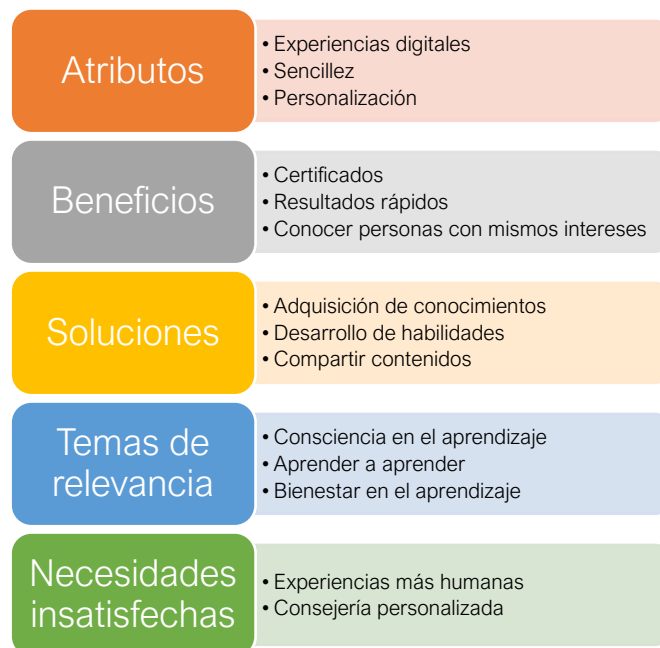 Atributos
• Experiencias digitales
• Sencillez
• Personalización
Beneficios
• Certificados
• Resultados rápidos
• Conocer personas con mismos intereses
Soluciones
• Adquisición de conocimientos
• Desarrollo de habilidades
• Compartir contenidos
Temas de
relevancia
• Consciencia en el aprendizaje
• Aprender a aprender
• Bienestar en el aprendizaje
Necesidades
insatisfechas
• Experiencias más humanas
• Consejería personalizada